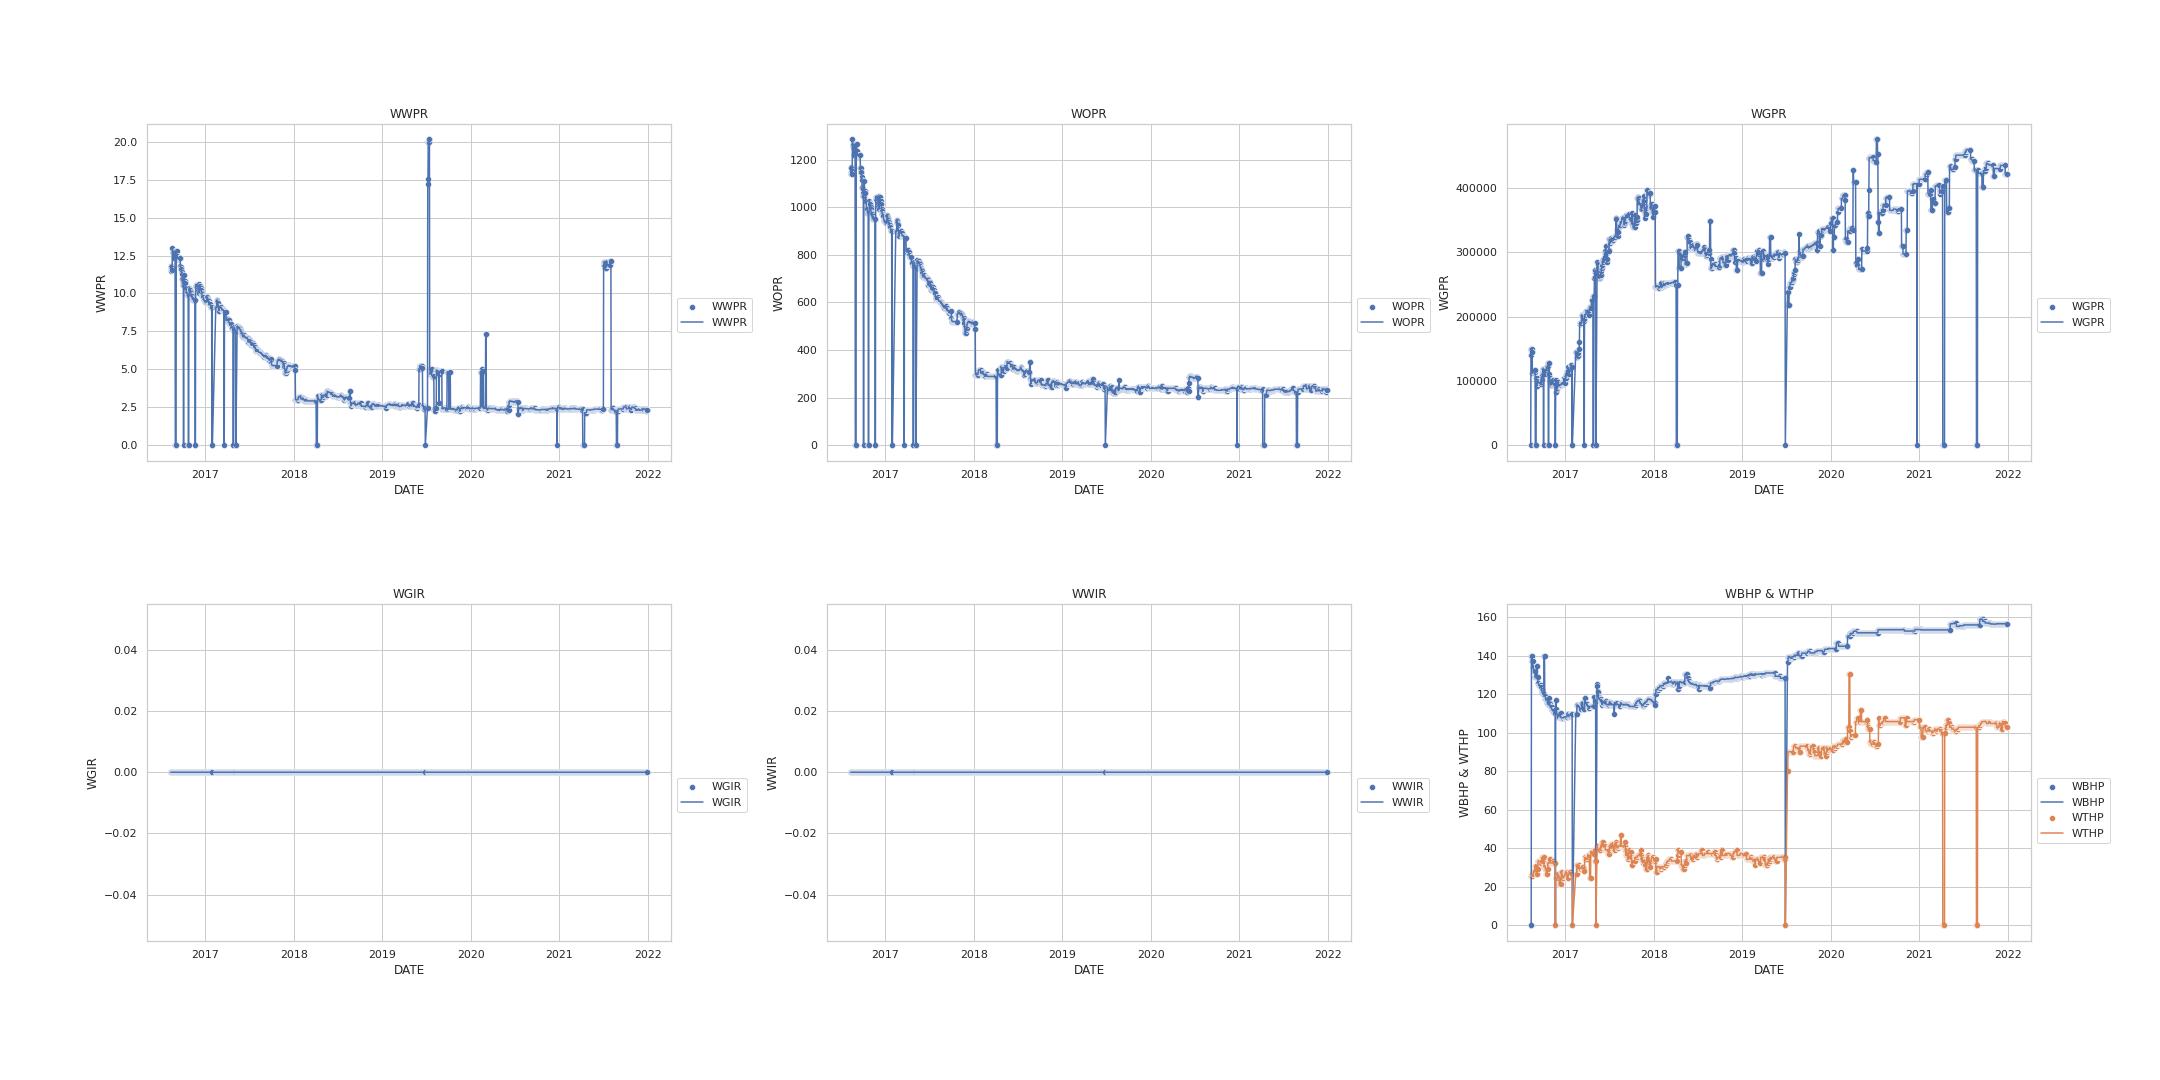 WWPR
20.0
17.5
15.0
12.5
10.0
7.5
5.0
2.5
0.0
WWPR
2017 2018 2019 2020 2021 2022
DATE
WWPR
WWPR
WOPR
1200
1000
800
600
400
200
0
WOPR
2017 2018 2019 2020 2021 2022
DATE
WOPR
WOPR
WGPR
400000
300000
200000
100000
0
WGPR
2017 2018 2019 2020 2021 2022
DATE
WGPR
WGPR
WGIR
0.04
0.02
0.00
−0.02
−0.04
WGIR
2017 2018 2019 2020 2021 2022
DATE
WGIR
WGIR
WWIR
0.04
0.02
0.00
−0.02
−0.04
WWIR
2017 2018 2019 2020 2021 2022
DATE
WWIR
WWIR
WBHP & WTHP
160
140
120
100
80
60
40
20
0
WBHP & WTHP
2017 2018 2019 2020 2021 2022
DATE
WBHP
WBHP
WTHP
WTHP